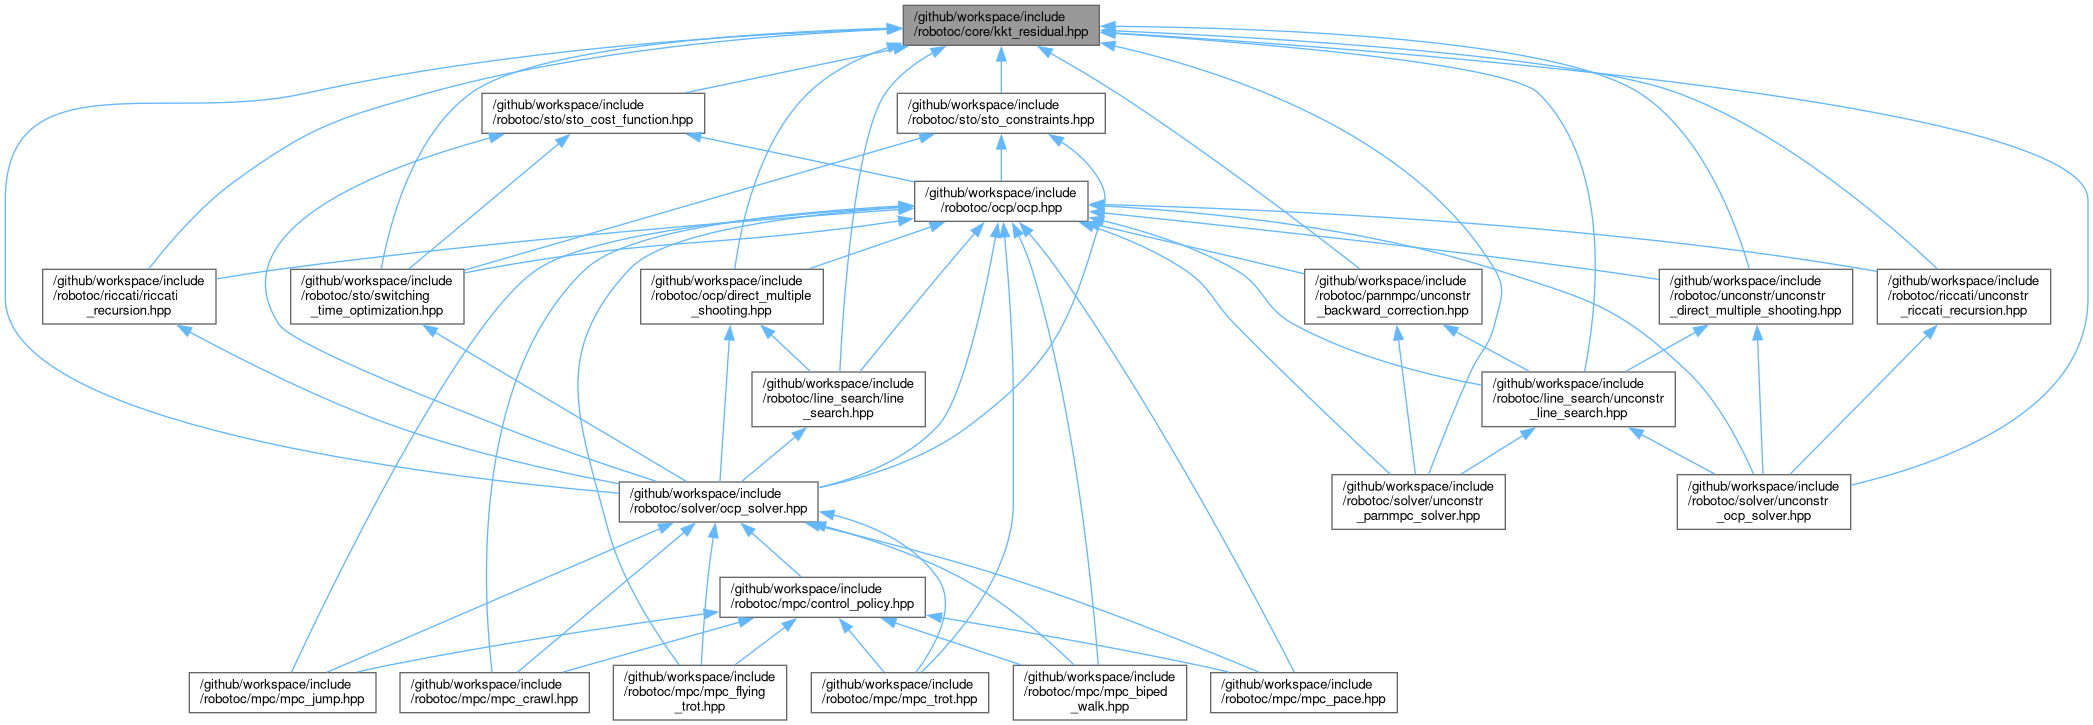 /github/workspace/include
/robotoc/core/kkt_residual.hpp
/github/workspace/include
/robotoc/sto/sto_cost_function.hpp
/github/workspace/include
/robotoc/sto/sto_constraints.hpp
/github/workspace/include
/robotoc/ocp/ocp.hpp
/github/workspace/include
/robotoc/riccati/riccati
_recursion.hpp
/github/workspace/include
/robotoc/sto/switching
_time_optimization.hpp
/github/workspace/include
/robotoc/ocp/direct_multiple
_shooting.hpp
/github/workspace/include
/robotoc/parnmpc/unconstr
_backward_correction.hpp
/github/workspace/include
/robotoc/unconstr/unconstr
_direct_multiple_shooting.hpp
/github/workspace/include
/robotoc/riccati/unconstr
_riccati_recursion.hpp
/github/workspace/include
/robotoc/line_search/line
_search.hpp
/github/workspace/include
/robotoc/line_search/unconstr
_line_search.hpp
/github/workspace/include
/robotoc/solver/ocp_solver.hpp
/github/workspace/include
/robotoc/solver/unconstr
_parnmpc_solver.hpp
/github/workspace/include
/robotoc/solver/unconstr
_ocp_solver.hpp
/github/workspace/include
/robotoc/mpc/control_policy.hpp
/github/workspace/include
/robotoc/mpc/mpc_jump.hpp
/github/workspace/include
/robotoc/mpc/mpc_crawl.hpp
/github/workspace/include
/robotoc/mpc/mpc_flying
_trot.hpp
/github/workspace/include
/robotoc/mpc/mpc_trot.hpp
/github/workspace/include
/robotoc/mpc/mpc_biped
_walk.hpp
/github/workspace/include
/robotoc/mpc/mpc_pace.hpp